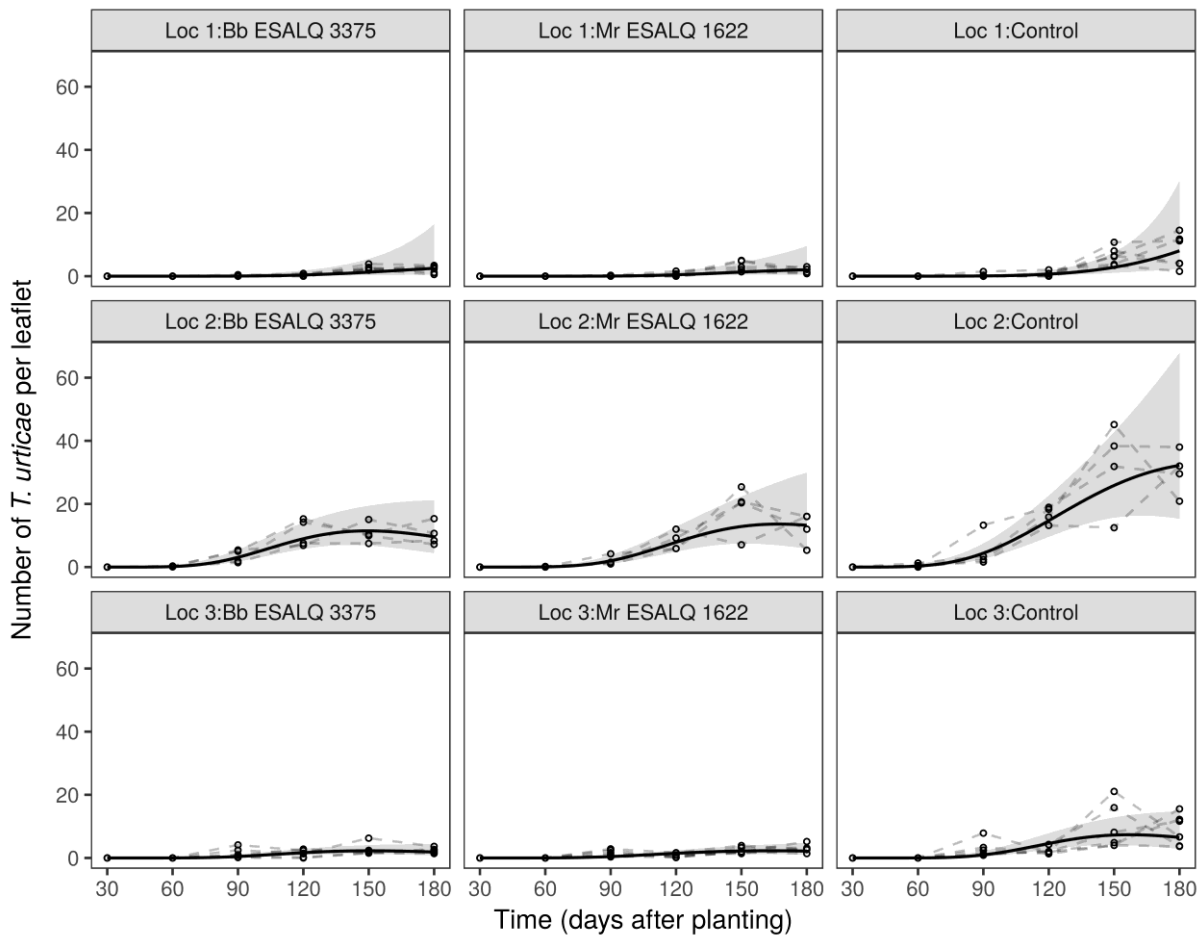 Loc 1:Bb ESALQ 3375
Loc 1:Mr ESALQ 1622
Loc 1:Control
60
40
20
0
Loc 2:Bb ESALQ 3375
Loc 2:Mr ESALQ 1622
Loc 2:Control
60
40
20
0
Loc 3:Bb ESALQ 3375
Loc 3:Mr ESALQ 1622
Loc 3:Control
60
40
20
0
30 60 90 120 150 180
30 60 90 120 150 180
30 60 90 120 150 180
Time (days after planting)
Number of T. urticae per leaflet